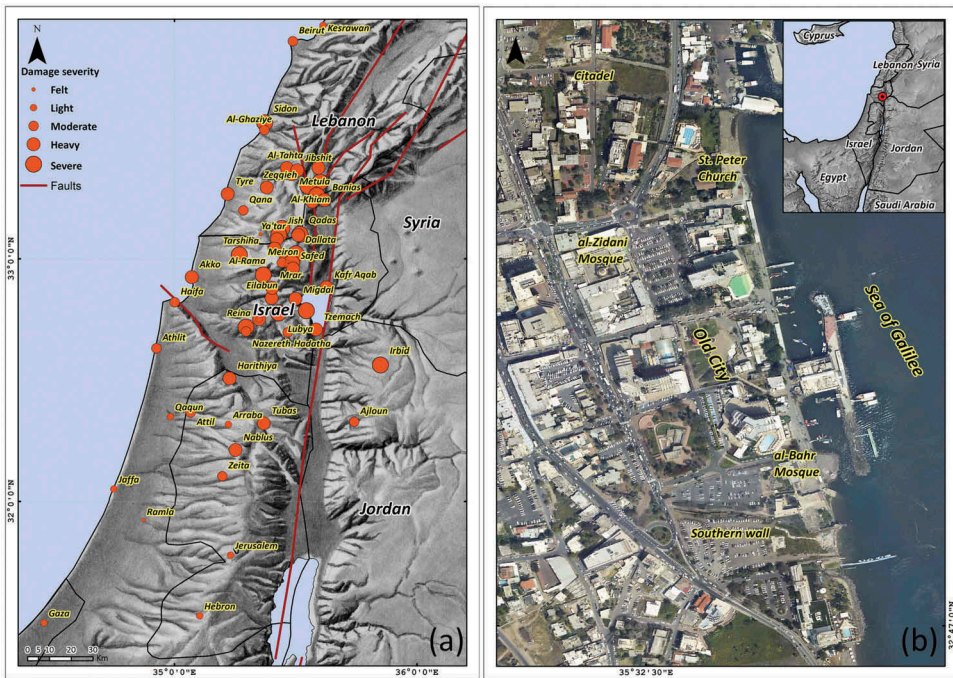 N
Damage severity
Felt
Light
Moderate
Heavy
Severe
Faults
Beirut
Kesrawan
Sidon
Al-Ghaziye
Lebanon
Al-Tahta
Jibshit
Zeqqieh
Metula
Tyre
Banias
Qana
Al-Khiam
Jish
Qadas
Ya'tar
Dallata
Syria
Tarshiha
Meiron
Safed
Al-Rama
Akko
Mrar
Kafr Aqab
Eilabun
Haifa
Migdal
Reina
Israel
Tzemach
Lubya
Athlit
Nazereth
Hadatha
Irbid
Harithiya
Qaqun
Tubas
Ajloun
Attil
Arraba
Nablus
Zeita
Jaffa
Jordan
Ramla
Jerusalem
Hebron
Gaza
0 5 10 20 30
Km
(a)
33°0'0"N
32°0'0"N
35°0'0"E
36°0'0"E
Citadel
St. Peter
Church
al-Zidani
Mosque
Old City
Sea of Galilee
al-Bahr
Mosque
Southern wall
Cyprus
Lebanon
Syria
Israel
Jordan
Egypt
Saudi Arabia
(b)
32°47'0"N
35°32'30"E